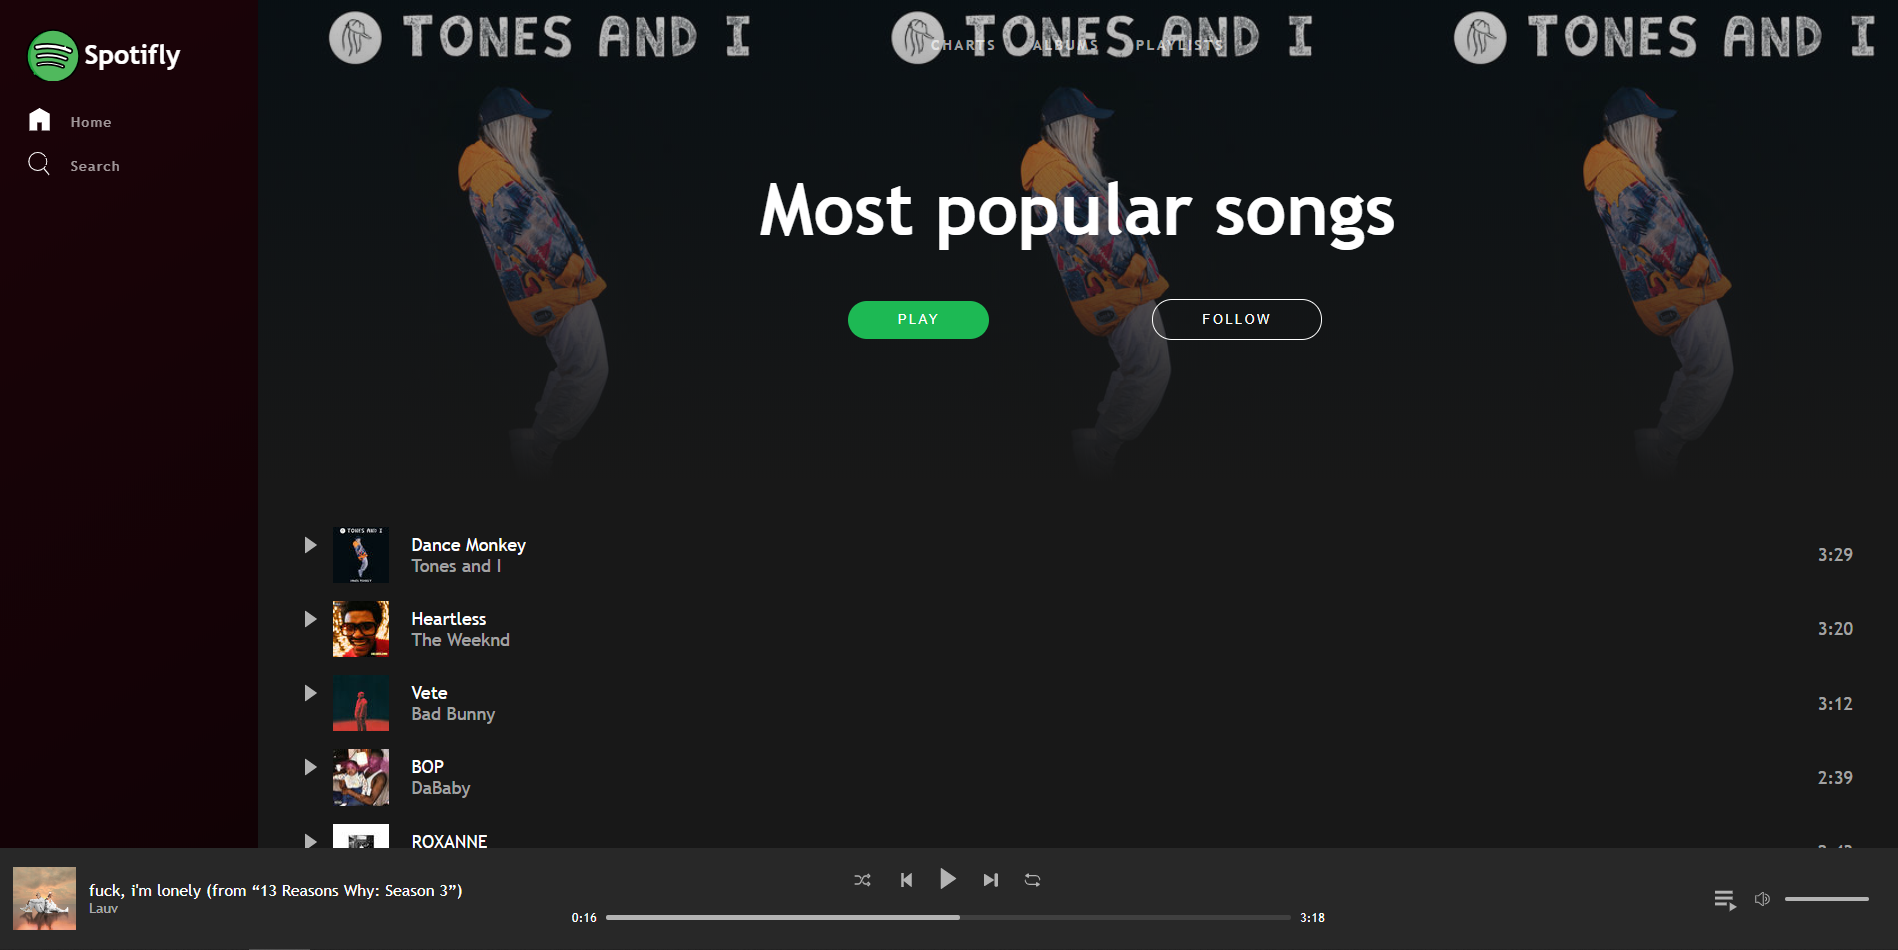 Spotifly
Home
Search
TONES AND I TONES AND I TONES AND I
CHARTS ALBUMS PLAYLISTS
Most popular songs
PLAY FOLLOW
TONES AND I
Dance Monkey
Tones and I
3:29
Heartless
The Weeknd
3:20
Vete
Bad Bunny
3:12
BOP
DaBaby
2:39
ROXANNE
fuck, i'm lonely (from “13 Reasons Why: Season 3”)
Lauv
0:16 3:18